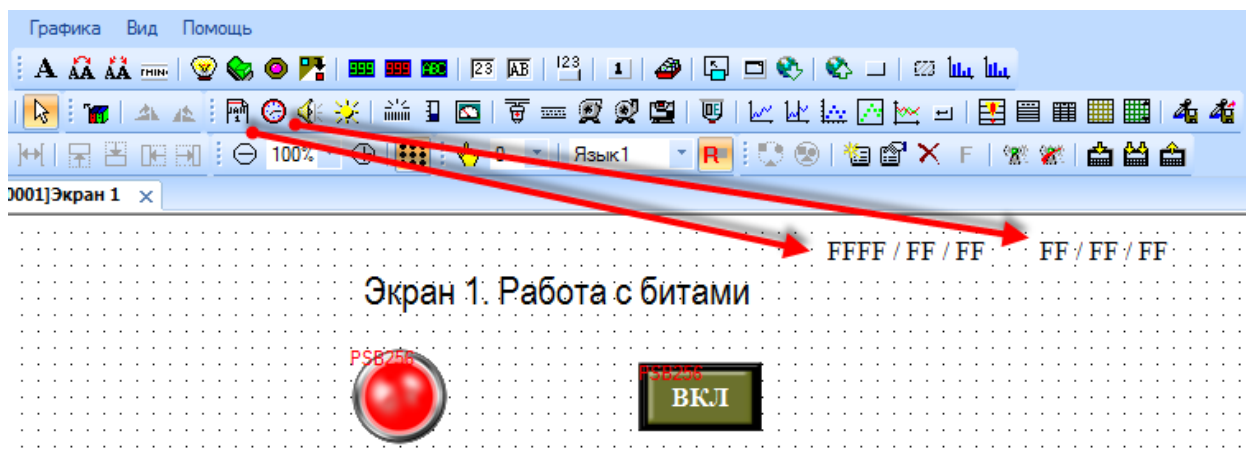 Графика Вид Помощь
100% 0 Язык1 R F
0001]Экран 1 x
FFFF / FF / FF FF / FF / FF
Экран 1. Работа с битами
PSB256 PSB256
ВКЛ